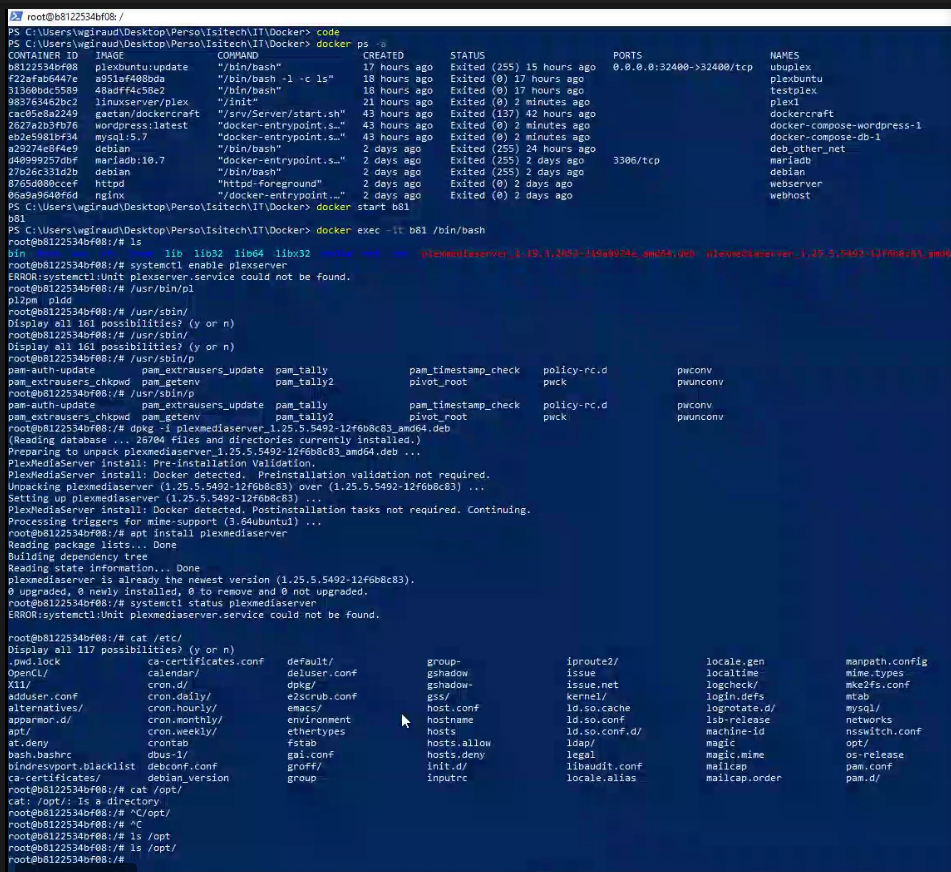 root@b8122534bf08: /
PS C:\Users\wgiraud\Desktop\Perso\Isitech\IT\Docker> code
PS C:\Users\wgiraud\Desktop\Perso\Isitech\IT\Docker> docker ps -a
CONTAINER ID IMAGE COMMAND CREATED STATUS PORTS NAMES
b8122534bf08 plexbuntu:update "/bin/bash" 17 hours ago Exited (255) 15 hours ago 0.0.0.0:32400->32400/tcp ubuplex
f22afab6447e a951af408bda "/bin/bash -l -c ls" 18 hours ago Exited (0) 17 hours ago plexbuntu
31360bdc5589 48adff4c58e2 "/bin/bash" 18 hours ago Exited (0) 17 hours ago testplex
983763462bc2 linuxserver/plex "/init" 21 hours ago Exited (0) 2 minutes ago plex1
cac05e8a2249 gaetan/dockercraft "/srv/Server/start.sh" 43 hours ago Exited (137) 42 hours ago dockercraft
2627a2b3fb76 wordpress:latest "docker-entrypoint.s…" 43 hours ago Exited (0) 2 minutes ago docker-compose-wordpress-1
eb2e5981bf34 mysql:5.7 "docker-entrypoint.s…" 43 hours ago Exited (0) 2 minutes ago docker-compose-db-1
a29274e8f4e9 debian "/bin/bash" 2 days ago Exited (255) 24 hours ago deb_other_net
d40999257dbf mariadb:10.7 "docker-entrypoint.s…" 2 days ago Exited (255) 2 days ago 3306/tcp mariadb
27b26c331d2b debian "/bin/bash" 2 days ago Exited (255) 2 days ago debian
8765d080ccef httpd "httpd-foreground" 2 days ago Exited (0) 2 days ago webserver
06a9a9640f6d nginx "/docker-entrypoint.…" 2 days ago Exited (0) 2 days ago webhost
PS C:\Users\wgiraud\Desktop\Perso\Isitech\IT\Docker> docker start b81
b81
PS C:\Users\wgiraud\Desktop\Perso\Isitech\IT\Docker> docker exec -it b81 /bin/bash
root@b8122534bf08:/# ls
bin lib lib32 lib64 libx32
root@b8122534bf08:/# systemctl enable plexserver
ERROR:systemctl:Unit plexserver.service could not be found.
root@b8122534bf08:/# /usr/bin/pl
pl2pm pldd
root@b8122534bf08:/# /usr/sbin/
Display all 161 possibilities? (y or n)
root@b8122534bf08:/# /usr/sbin/
Display all 161 possibilities? (y or n)
root@b8122534bf08:/# /usr/sbin/p
pam-auth-update pam_extrausers_update pam_tally pam_timestamp_check policy-rc.d pwconv
pam_extrausers_chkpwd pam_getenv pam_tally2 pivot_root pwck pwunconv
root@b8122534bf08:/# /usr/sbin/p
pam-auth-update pam_extrausers_update pam_tally pam_timestamp_check policy-rc.d pwconv
pam_extrausers_chkpwd pam_getenv pam_tally2 pivot_root pwck pwunconv
root@b8122534bf08:/# dpkg -i plexmediaserver_1.25.5.5492-12f6b8c83_amd64.deb
(Reading database ... 26704 files and directories currently installed.)
Preparing to unpack plexmediaserver_1.25.5.5492-12f6b8c83_amd64.deb ...
PlexMediaServer install: Pre-installation Validation.
PlexMediaServer install: Docker detected. Preinstallation validation not required.
Unpacking plexmediaserver (1.25.5.5492-12f6b8c83) over (1.25.5.5492-12f6b8c83) ...
Setting up plexmediaserver (1.25.5.5492-12f6b8c83) ...
PlexMediaServer install: Docker detected. Postinstallation tasks not required. Continuing.
Processing triggers for mime-support (3.64ubuntu1) ...
root@b8122534bf08:/# apt install plexmediaserver
Reading package lists... Done
Building dependency tree
Reading state information... Done
plexmediaserver is already the newest version (1.25.5.5492-12f6b8c83).
0 upgraded, 0 newly installed, 0 to remove and 0 not upgraded.
root@b8122534bf08:/# systemctl status plexmediaserver
ERROR:systemctl:Unit plexmediaserver.service could not be found.
root@b8122534bf08:/# cat /etc/
Display all 117 possibilities? (y or n)
.pwd.lock ca-certificates.conf default/ group- iproute2/ locale.gen manpath.config
OpenCL/ calendar/ deluser.conf gshadow issue localtime mime.types
X11/ cron.d/ dpkg/ gshadow- issue.net logcheck/ mke2fs.conf
adduser.conf cron.daily/ e2scrub.conf gss/ kernel/ login.defs mtab
alternatives/ cron.hourly/ emacs/ host.conf ld.so.cache logrotate.d/ mysql/
apparmor.d/ cron.monthly/ environment hostname ld.so.conf lsb-release networks
apt/ cron.weekly/ ethertypes hosts ld.so.conf.d/ machine-id nsswitch.conf
at.deny crontab fstab hosts.allow ldap/ magic opt/
bash.bashrc dbus-1/ gai.conf hosts.deny legal magic.mime os-release
bindresvport.blacklist debconf.conf groff/ init.d/ libaudit.conf mailcap pam.conf
ca-certificates/ debian_version group inputrc locale.alias mailcap.order pam.d/
root@b8122534bf08:/# cat /opt/
cat: /opt/: Is a directory
root@b8122534bf08:/# ^C/opt/
root@b8122534bf08:/# ^C
root@b8122534bf08:/# ls /opt
root@b8122534bf08:/# ls /opt/
root@b8122534bf08:/#